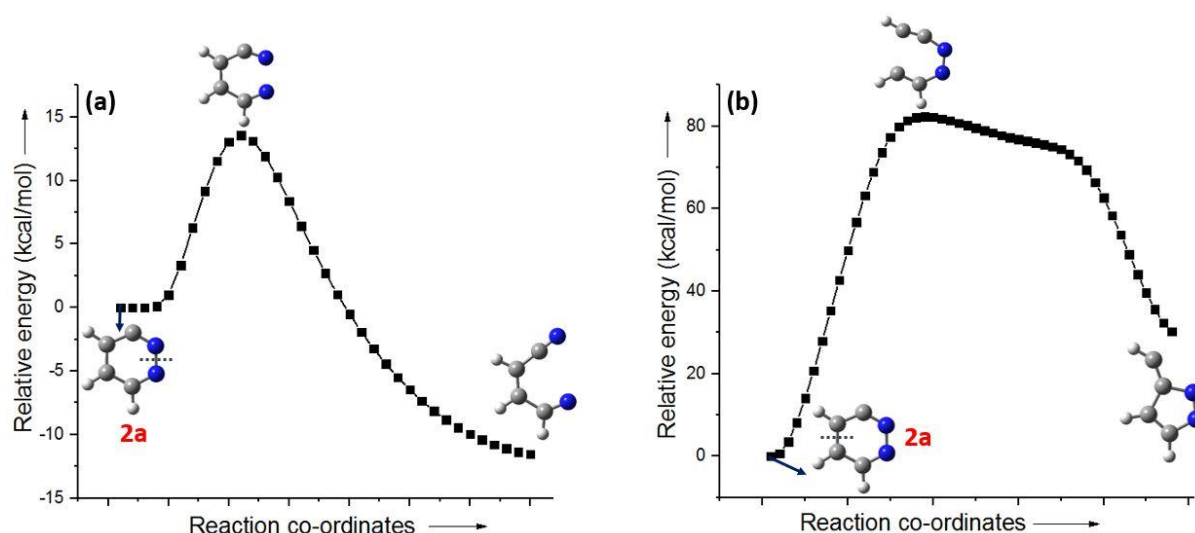 (a)
Relative energy (kcal/mol)
15
10
5
0
-5
-10
-15
2a
Reaction co-ordinates
(b)
Relative energy (kcal/mol)
80
60
40
20
0
2a
Reaction co-ordinates